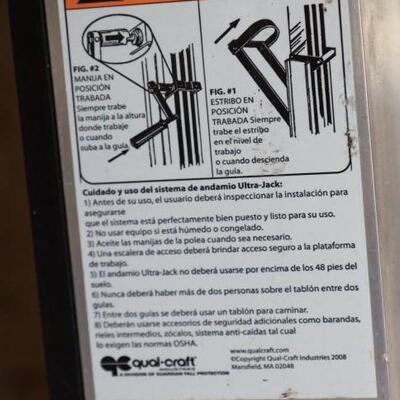 FIG. #2
MANIJA EN
POSICIÓN
TRABADA
Siempre trabe
la manija a la altura
donde trabaje
o cuando
suba a la guía.
FIG. #1
ESTRIBO EN
POSICIÓN
TRABADA Siempre
trabe el estribo
en el nivel de
trabajo
o cuando descienda
la guía.
Cuidado y uso del sistema de andamio Ultra-Jack:
1) Antes de su uso, el usuario deberá inspeccionar la instalación para
asegurarse
que el sistema está perfectamente bien puesto y listo para su uso.
2) No usar equipo si está húmedo o congelado.
3) Aceite las manijas de la polea cuando sea necesario.
4) Una escalera de acceso deberá brindar acceso seguro a la plataforma
de trabajo.
5) El andamio Ultra-Jack no deberá usarse por encima de los 48 pies del
suelo.
6) Nunca deberá haber más de dos personas sobre el tablón entre dos
guías.
7) Entre dos guías se deberá usar un tablón para caminar.
8) Deberán usarse accesorios de seguridad adicionales como barandas,
rieles intermedios, zócalos, sistema anti-caídas tal cual
lo exigen las normas OSHA.
qual-craft
INDUSTRIES
A DIVISION OF GUARDIAN FALL PROTECTION
www.qualcraft.com
©Copyright Qual-Craft Industries 2008
Mansfield, MA 02048